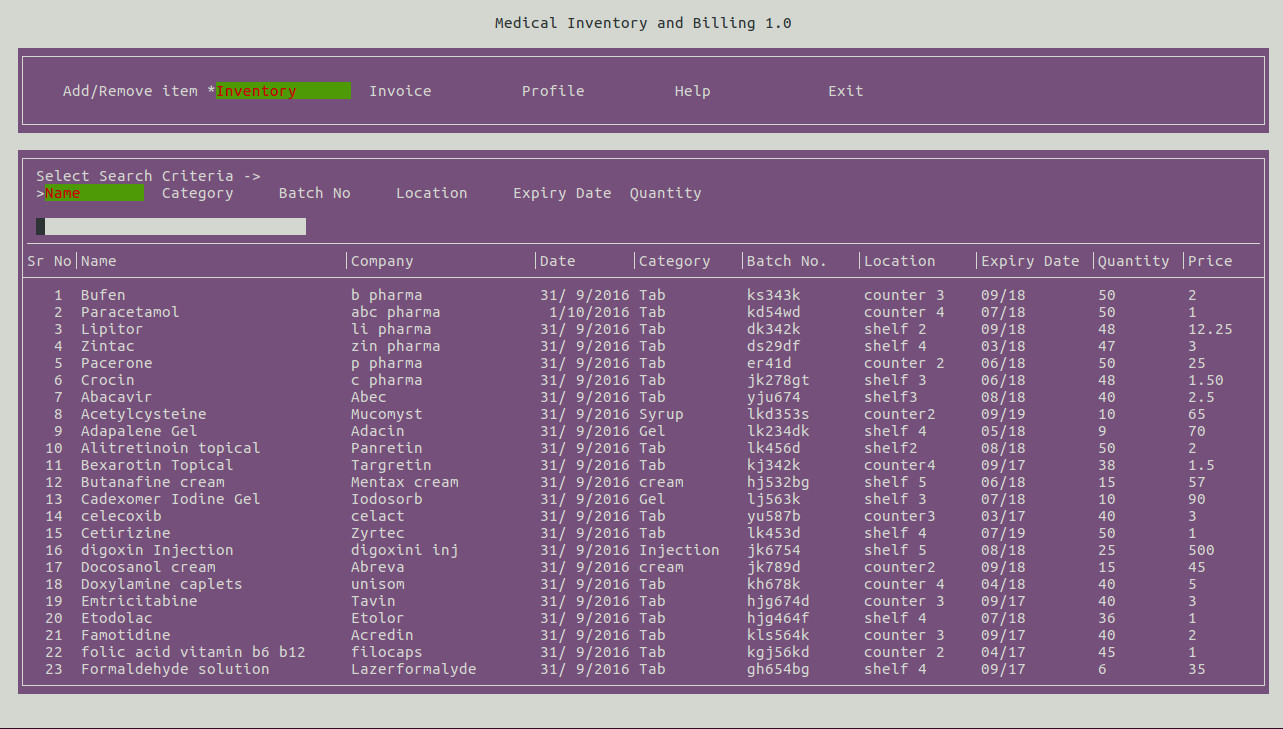 Medical Inventory and Billing 1.0
Add/Remove item *Inventory Invoice Profile Help Exit
Select Search Criteria ->
>Name Category Batch No Location Expiry Date Quantity
Sr No Name Company Date Category Batch No. Location Expiry Date Quantity Price
1 Bufen b pharma 31/ 9/2016 Tab ks343k counter 3 09/18 50 2
2 Paracetamol abc pharma 1/10/2016 Tab kd54wd counter 4 07/18 50 1
3 Lipitor li pharma 31/ 9/2016 Tab dk342k shelf 2 09/18 48 12.25
4 Zintac zin pharma 31/ 9/2016 Tab ds29df shelf 4 03/18 47 3
5 Pacerone p pharma 31/ 9/2016 Tab er41d counter 2 06/18 50 25
6 Crocin c pharma 31/ 9/2016 Tab jk278gt shelf 3 06/18 48 1.50
7 Abacavir Abec 31/ 9/2016 Tab yju674 shelf3 08/18 40 2.5
8 Acetylcysteine Mucomyst 31/ 9/2016 Syrup lkd353s counter2 09/19 10 65
9 Adapalene Gel Adacin 31/ 9/2016 Gel lk234dk shelf 4 05/18 9 70
10 Alitretinoin topical Panretin 31/ 9/2016 Tab lk456d shelf2 08/18 50 2
11 Bexarotin Topical Targretin 31/ 9/2016 Tab kj342k counter4 09/17 38 1.5
12 Butanafine cream Mentax cream 31/ 9/2016 cream hj532bg shelf 5 06/18 15 57
13 Cadexomer Iodine Gel Iodosorb 31/ 9/2016 Gel lj563k shelf 3 07/18 10 90
14 celecoxib celact 31/ 9/2016 Tab yu587b counter3 03/17 40 3
15 Cetirizine Zyrtec 31/ 9/2016 Tab lk453d shelf 4 07/19 50 1
16 digoxin Injection digoxini inj 31/ 9/2016 Injection jk6754 shelf 5 08/18 25 500
17 Docosanol cream Abreva 31/ 9/2016 cream jk789d counter2 09/18 15 45
18 Doxylamine caplets unisom 31/ 9/2016 Tab kh678k counter 4 04/18 40 5
19 Emtricitabine Tavin 31/ 9/2016 Tab hjg674d counter 3 09/17 40 3
20 Etodolac Etolor 31/ 9/2016 Tab hjg464f shelf 4 07/18 36 1
21 Famotidine Acredin 31/ 9/2016 Tab kls564k counter 3 09/17 40 2
22 folic acid vitamin b6 b12 filocaps 31/ 9/2016 Tab kgj56kd counter 2 04/17 45 1
23 Formaldehyde solution Lazerformalyde 31/ 9/2016 Tab gh654bg shelf 4 09/17 6 35